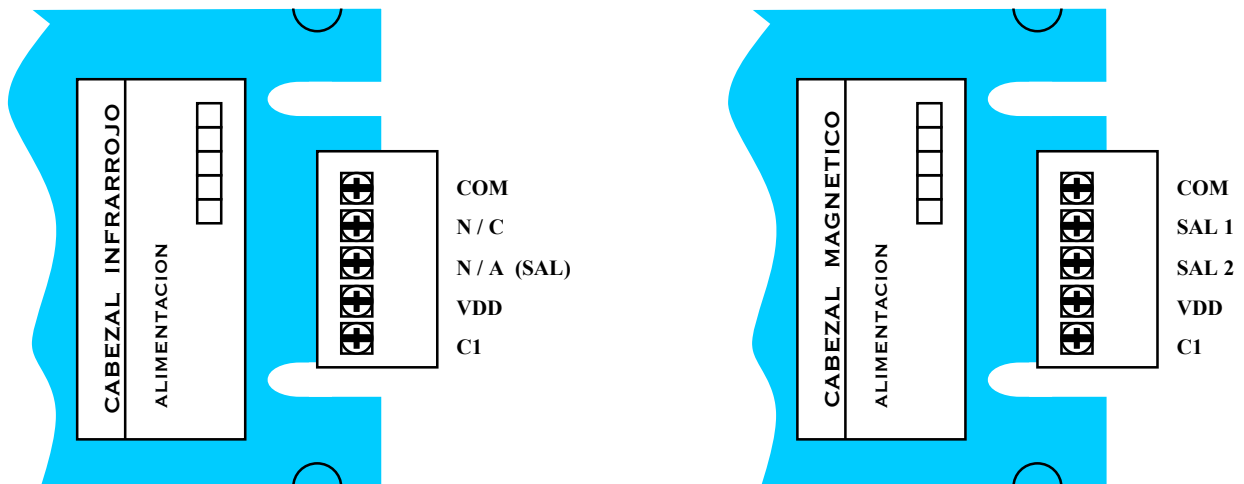 CABEZAL INFRARROJO
ALIMENTACION
COM
N / C
N / A (SAL)
VDD
C1
CABEZAL MAGNETICO
ALIMENTACION
COM
SAL 1
SAL 2
VDD
C1